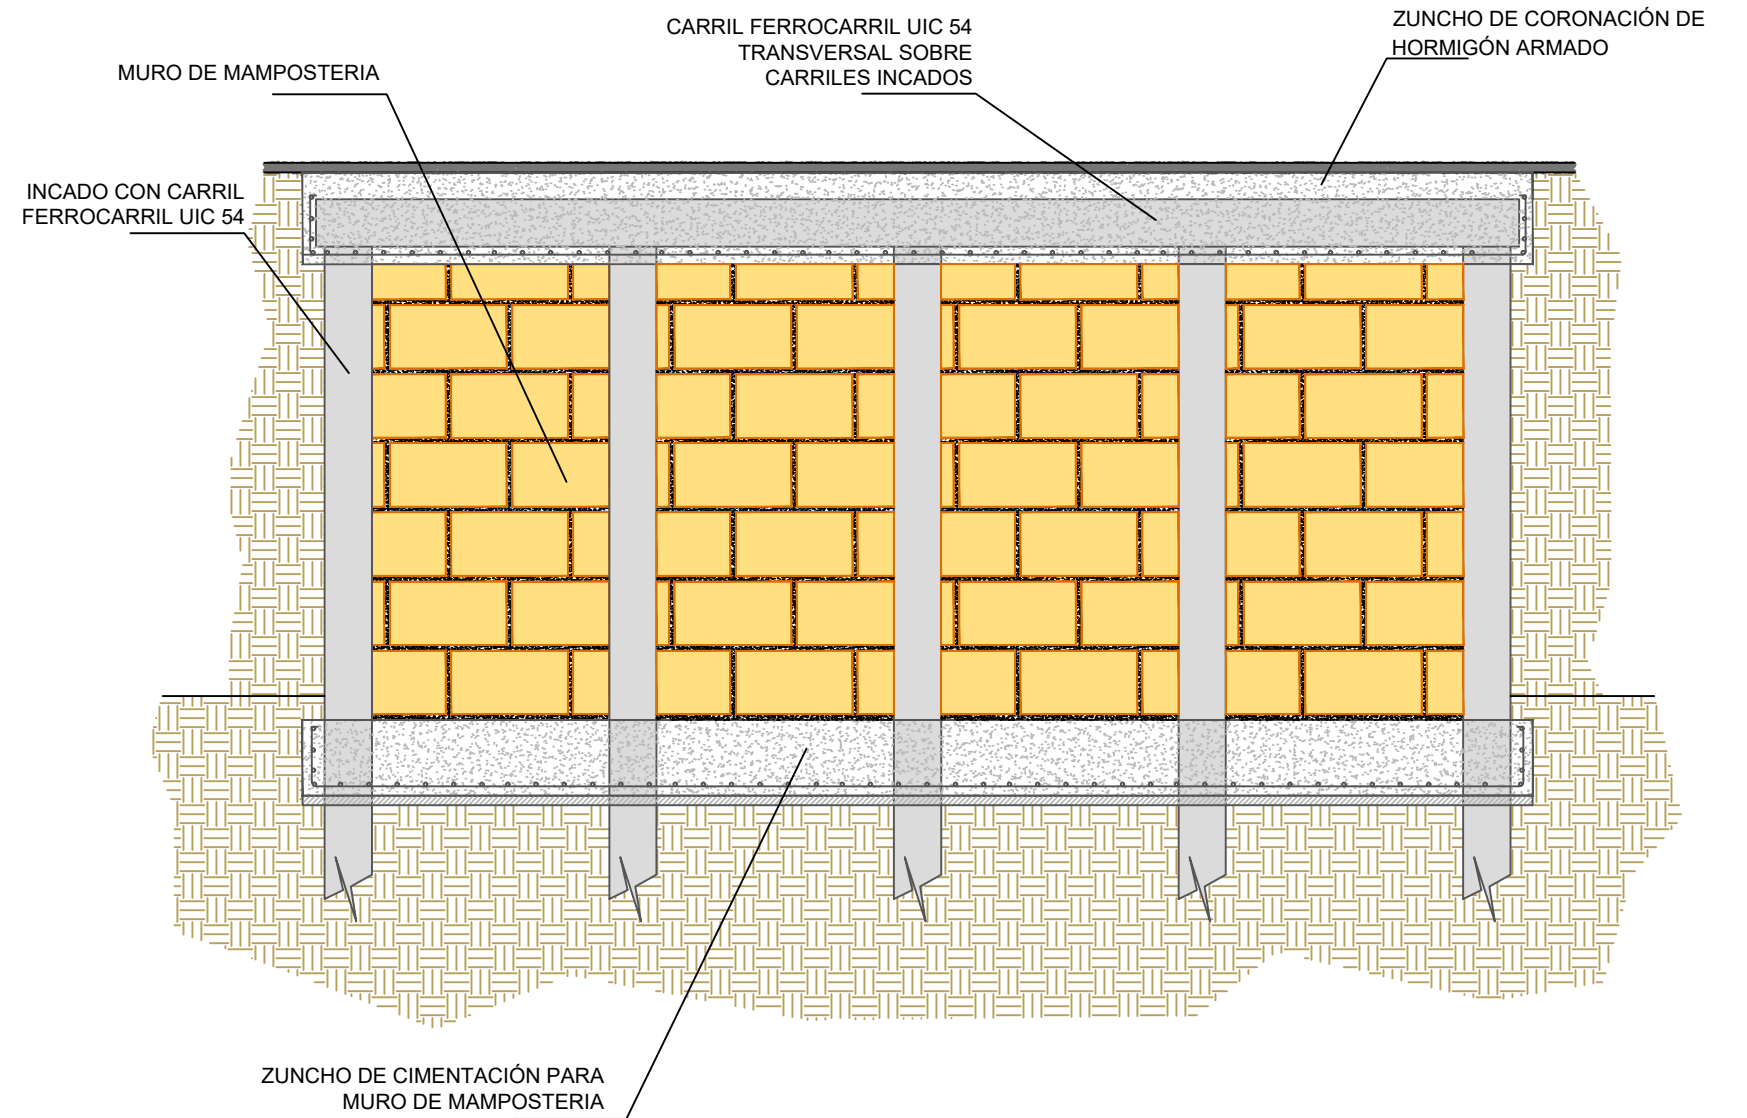 CARRIL FERROCARRIL UIC 54
TRANSVERSAL SOBRE
CARRILES INCADOS
ZUNCHO DE CORONACIÓN DE
HORMIGÓN ARMADO
MURO DE MAMPOSTERIA
INCADO CON CARRIL
FERROCARRIL UIC 54
ZUNCHO DE CIMENTACIÓN PARA
MURO DE MAMPOSTERIA